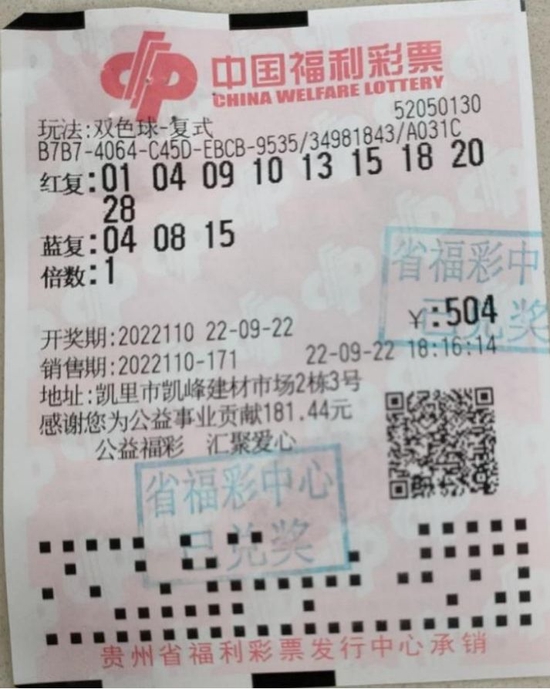 中国福利彩票
CHINA WELFARE LOTTERY
52050130
玩法:双色球-复式
B7B7-4064-C45D-EBCB-9535/34981843/A031C
红复:01 04 09 10 13 15 18 20
28
蓝复:04 08 15
倍数:1
省福彩中
已兑奖
¥:504
开奖期:2022110 22-09-22
销售期:2022110-171 22-09-22 18:16:14
地址:凯里市凯峰建材市场2栋3号
感谢您为公益事业贡献181.44元
公益福彩 汇聚爱心
省福彩中心
已兑奖
贵州省福利彩票发行中心承销